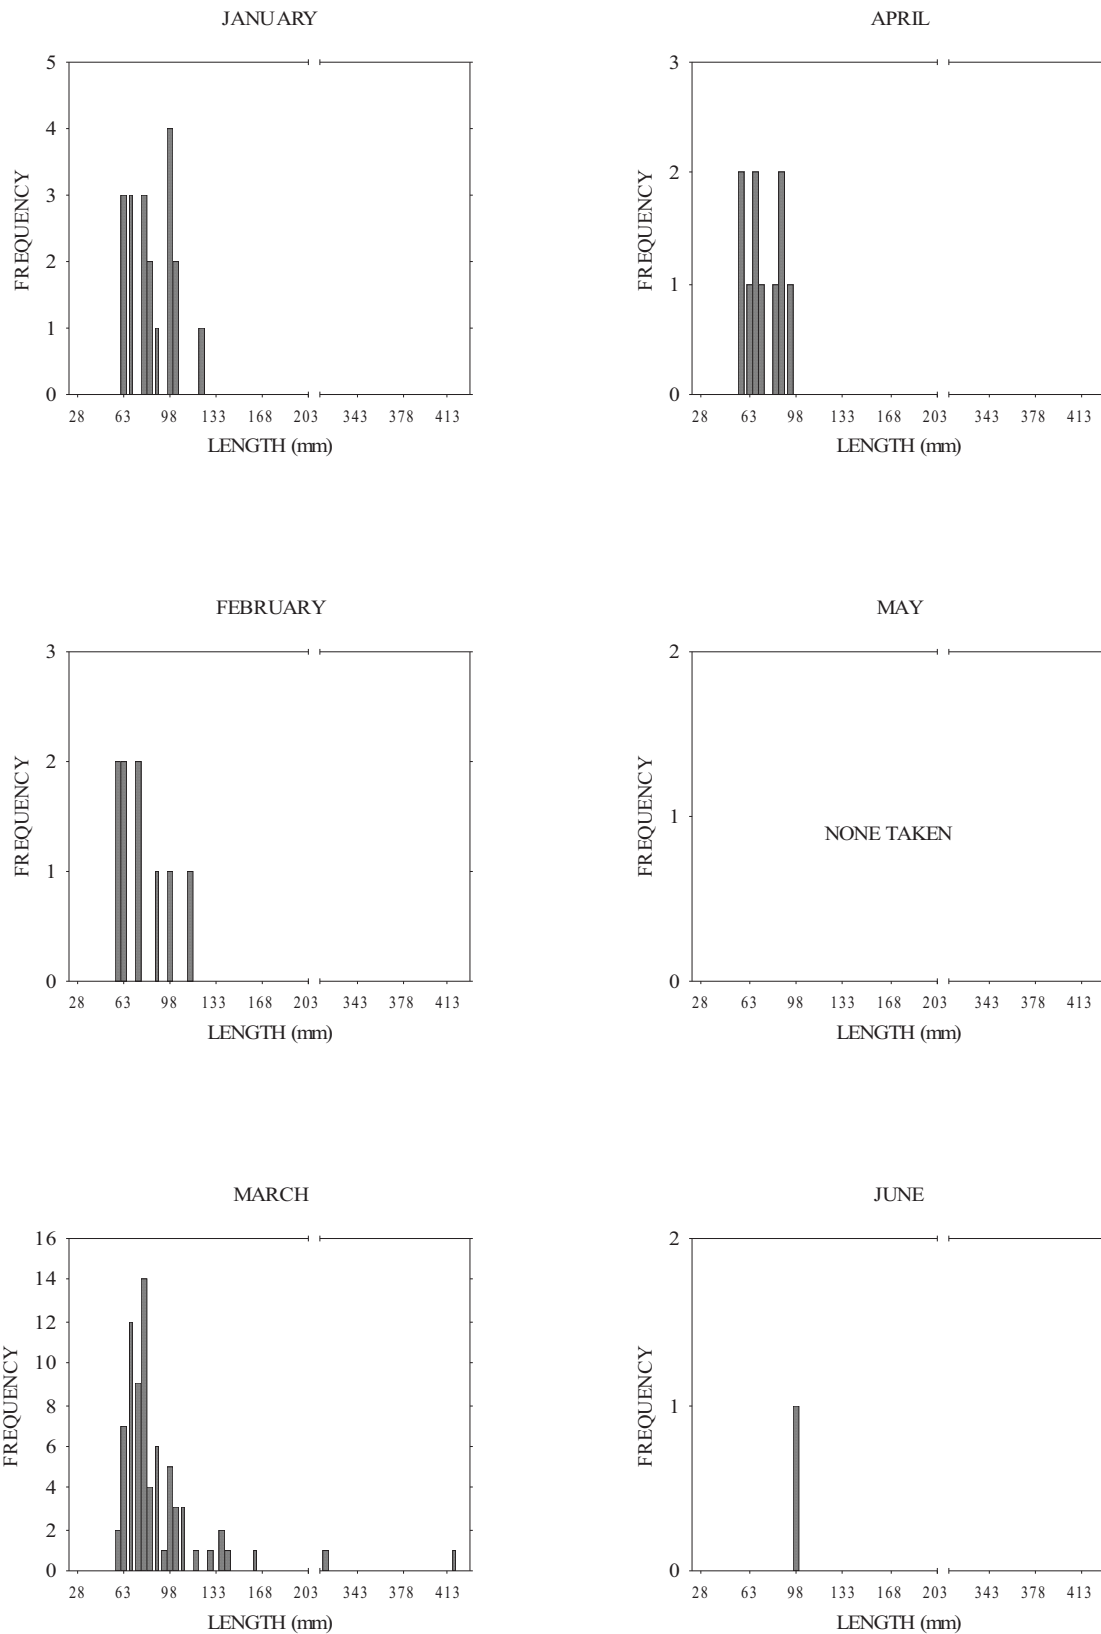 JANUARY
5
4
3
2
1
0
FREQUENCY
28 63 98 133 168 203 343 378 413
LENGTH (mm)
APRIL
3
2
1
0
FREQUENCY
28 63 98 133 168 203 343 378 413
LENGTH (mm)
FEBRUARY
3
2
1
0
FREQUENCY
28 63 98 133 168 203 343 378 413
LENGTH (mm)
MAY
2
1
0
FREQUENCY
NONE TAKEN
28 63 98 133 168 203 343 378 413
LENGTH (mm)
MARCH
16
14
12
10
8
6
4
2
0
FREQUENCY
28 63 98 133 168 203 343 378 413
LENGTH (mm)
JUNE
2
1
0
FREQUENCY
28 63 98 133 168 203 343 378 413
LENGTH (mm)